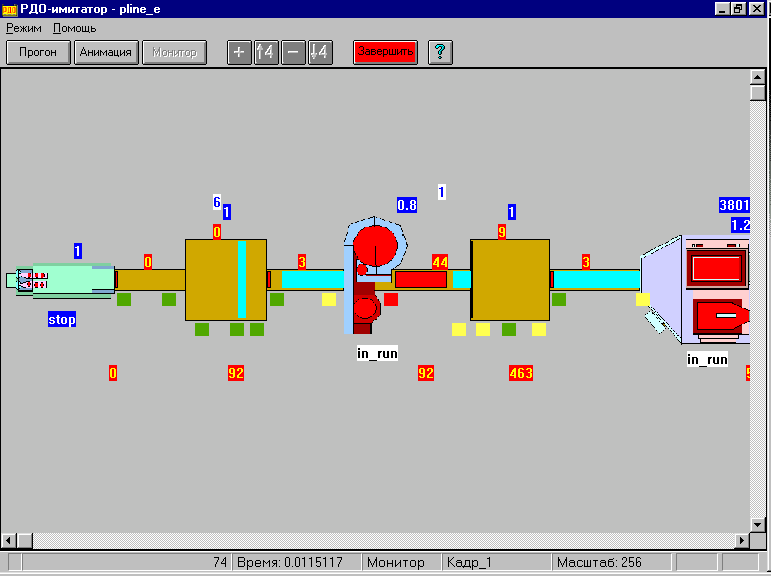 РДО-имитатор - pline_e
Режим Помощь
Прогон Анимация Монитор + ↑4 − ↓4 Завершить ?
6 1 0.8 1 1 3801
0 9 1.2
1 0 3 44 3
stop
in_run in_run
0 92 92 463
74 Время: 0.0115117 Монитор Кадр_1 Масштаб: 256